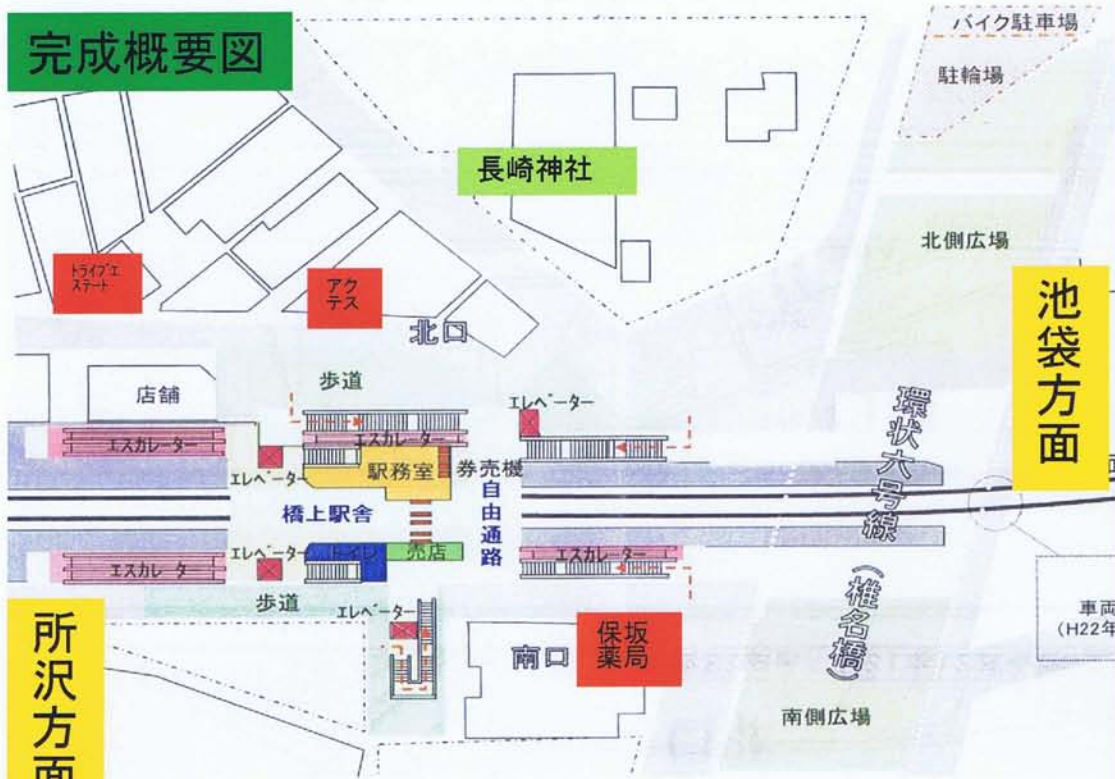 完成概要図
バイク駐車場
駐輪場
長崎神社
北側広場
トライブエ
ステート
アク
テス
北口
池袋方面
店舗
歩道
エレベーター
エスカレーター
エスカレーター
エレベーター
駅務室
券売機
自由通路
橋上駅舎
環状六号線
(椎名橋)
エレベーター
トイレ
売店
エスカレーター
エスカレーター
歩道
エレベーター
所沢方面
南口
保坂
薬局
車両
(H22年
南側広場